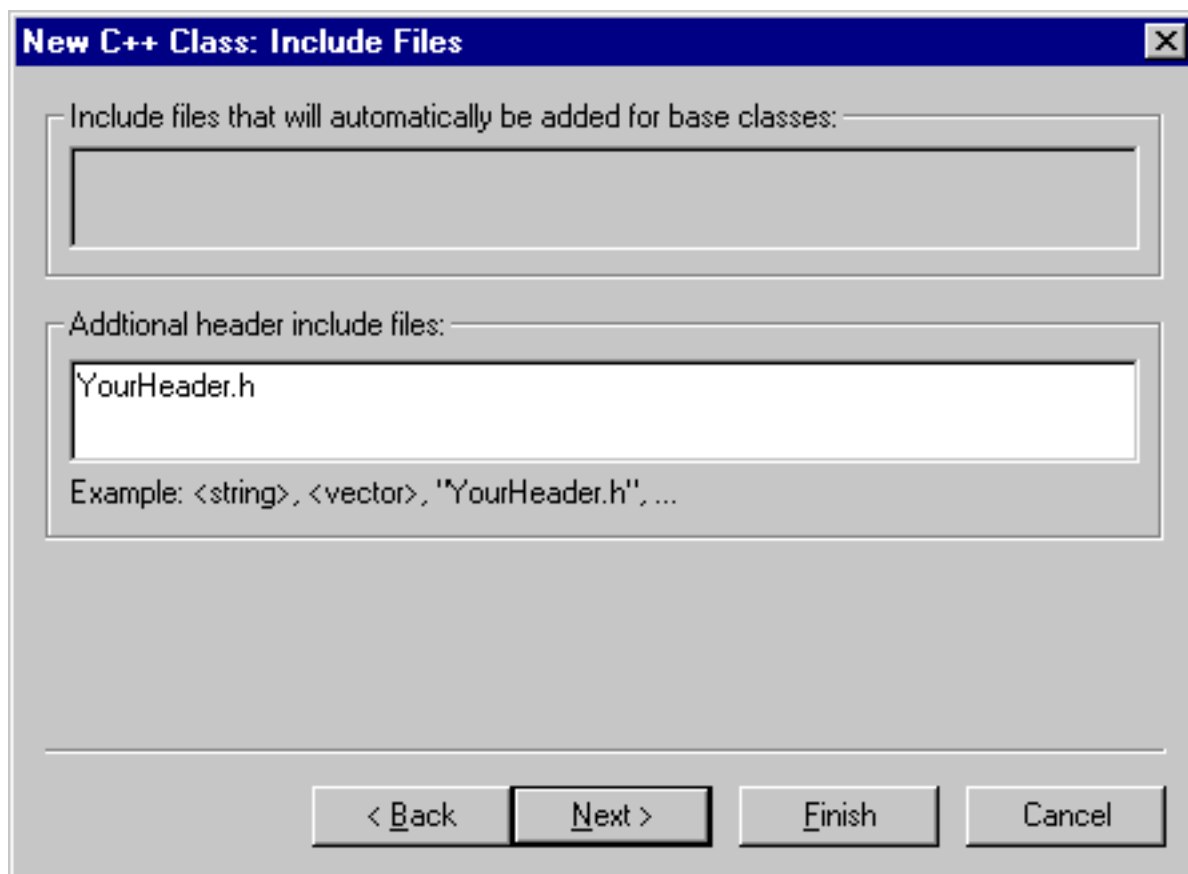 New C++ Class: Include Files
Include files that will automatically be added for base classes:
Addtional header include files:
YourHeader.h
Example: <string>, <vector>, "YourHeader.h", ...
< Back
Next >
Finish
Cancel